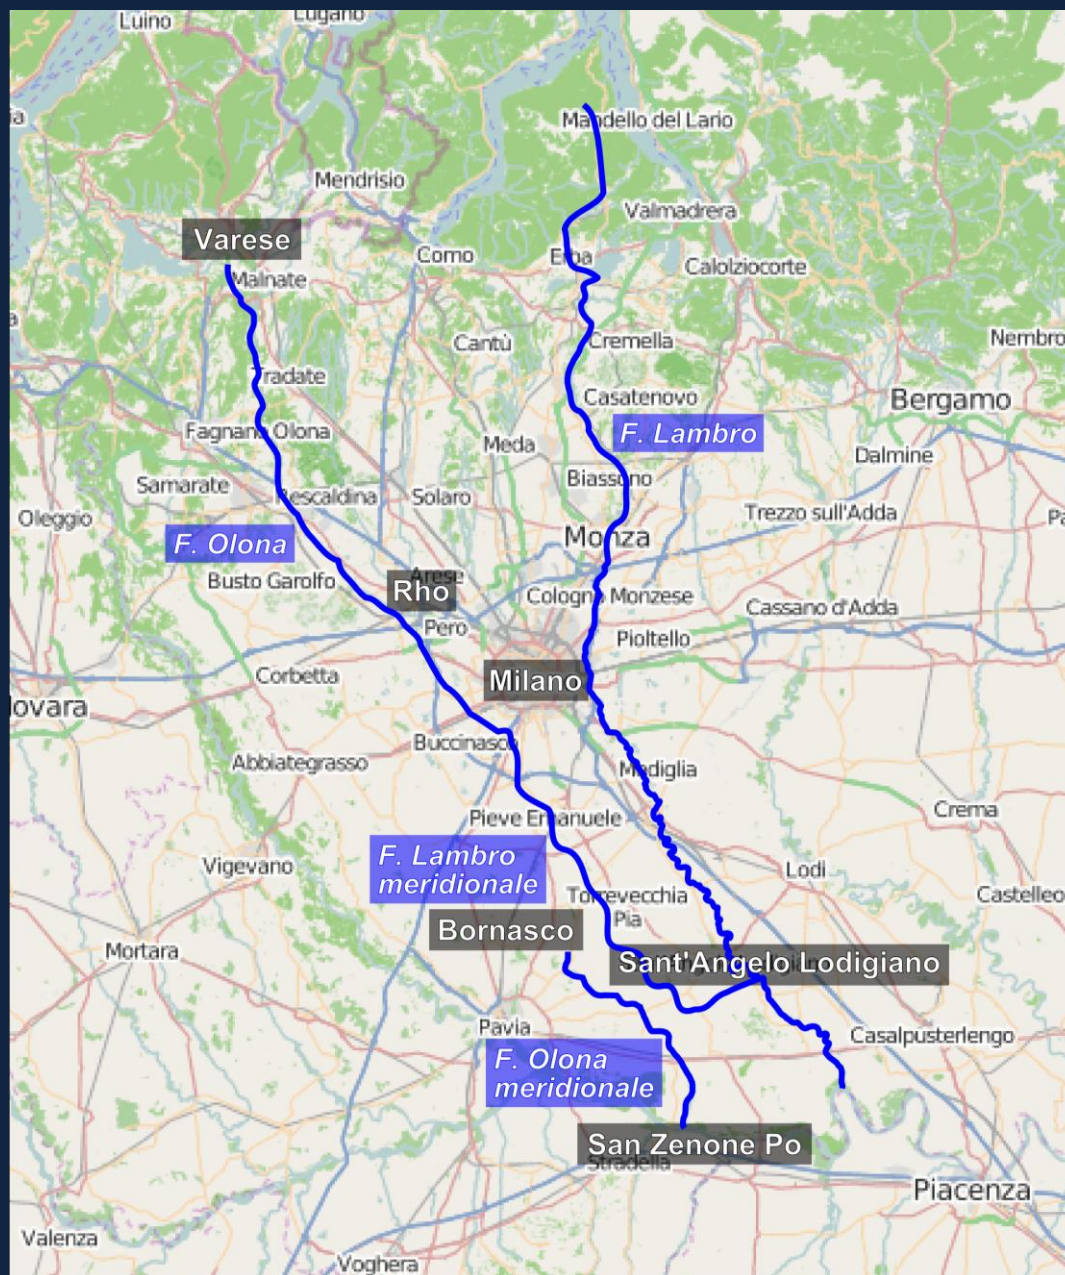 Luino
Lugano
Mandello del Lario
Mendrisio
Valmadrera
Varese
Como
Erba
Calolziocorte
Malnate
Cantù
Cremella
Nembro
Tradate
Casatenovo
Bergamo
Fagnano Olona
F. Lambro
Meda
Dalmine
Samarate
Rescaldina
Solaro
Biassono
Oleggio
Trezzo sull'Adda
F. Olona
Monza
Busto Garolfo
Arese
Rho
Cologno Monzese
Cassano d'Adda
Pero
Pioltello
Corbetta
Milano
lovara
Buccinasco
Abbiategrasso
Mediglia
Pieve Emanuele
Crema
F. Lambro
meridionale
Vigevano
Lodi
Torrevecchia
Pia
Castelleo
Bornasco
Mortara
Sant'Angelo Lodigiano
Pavia
Casalpusterlengo
F. Olona
meridionale
San Zenone Po
Stradella
Piacenza
Valenza
Voghera